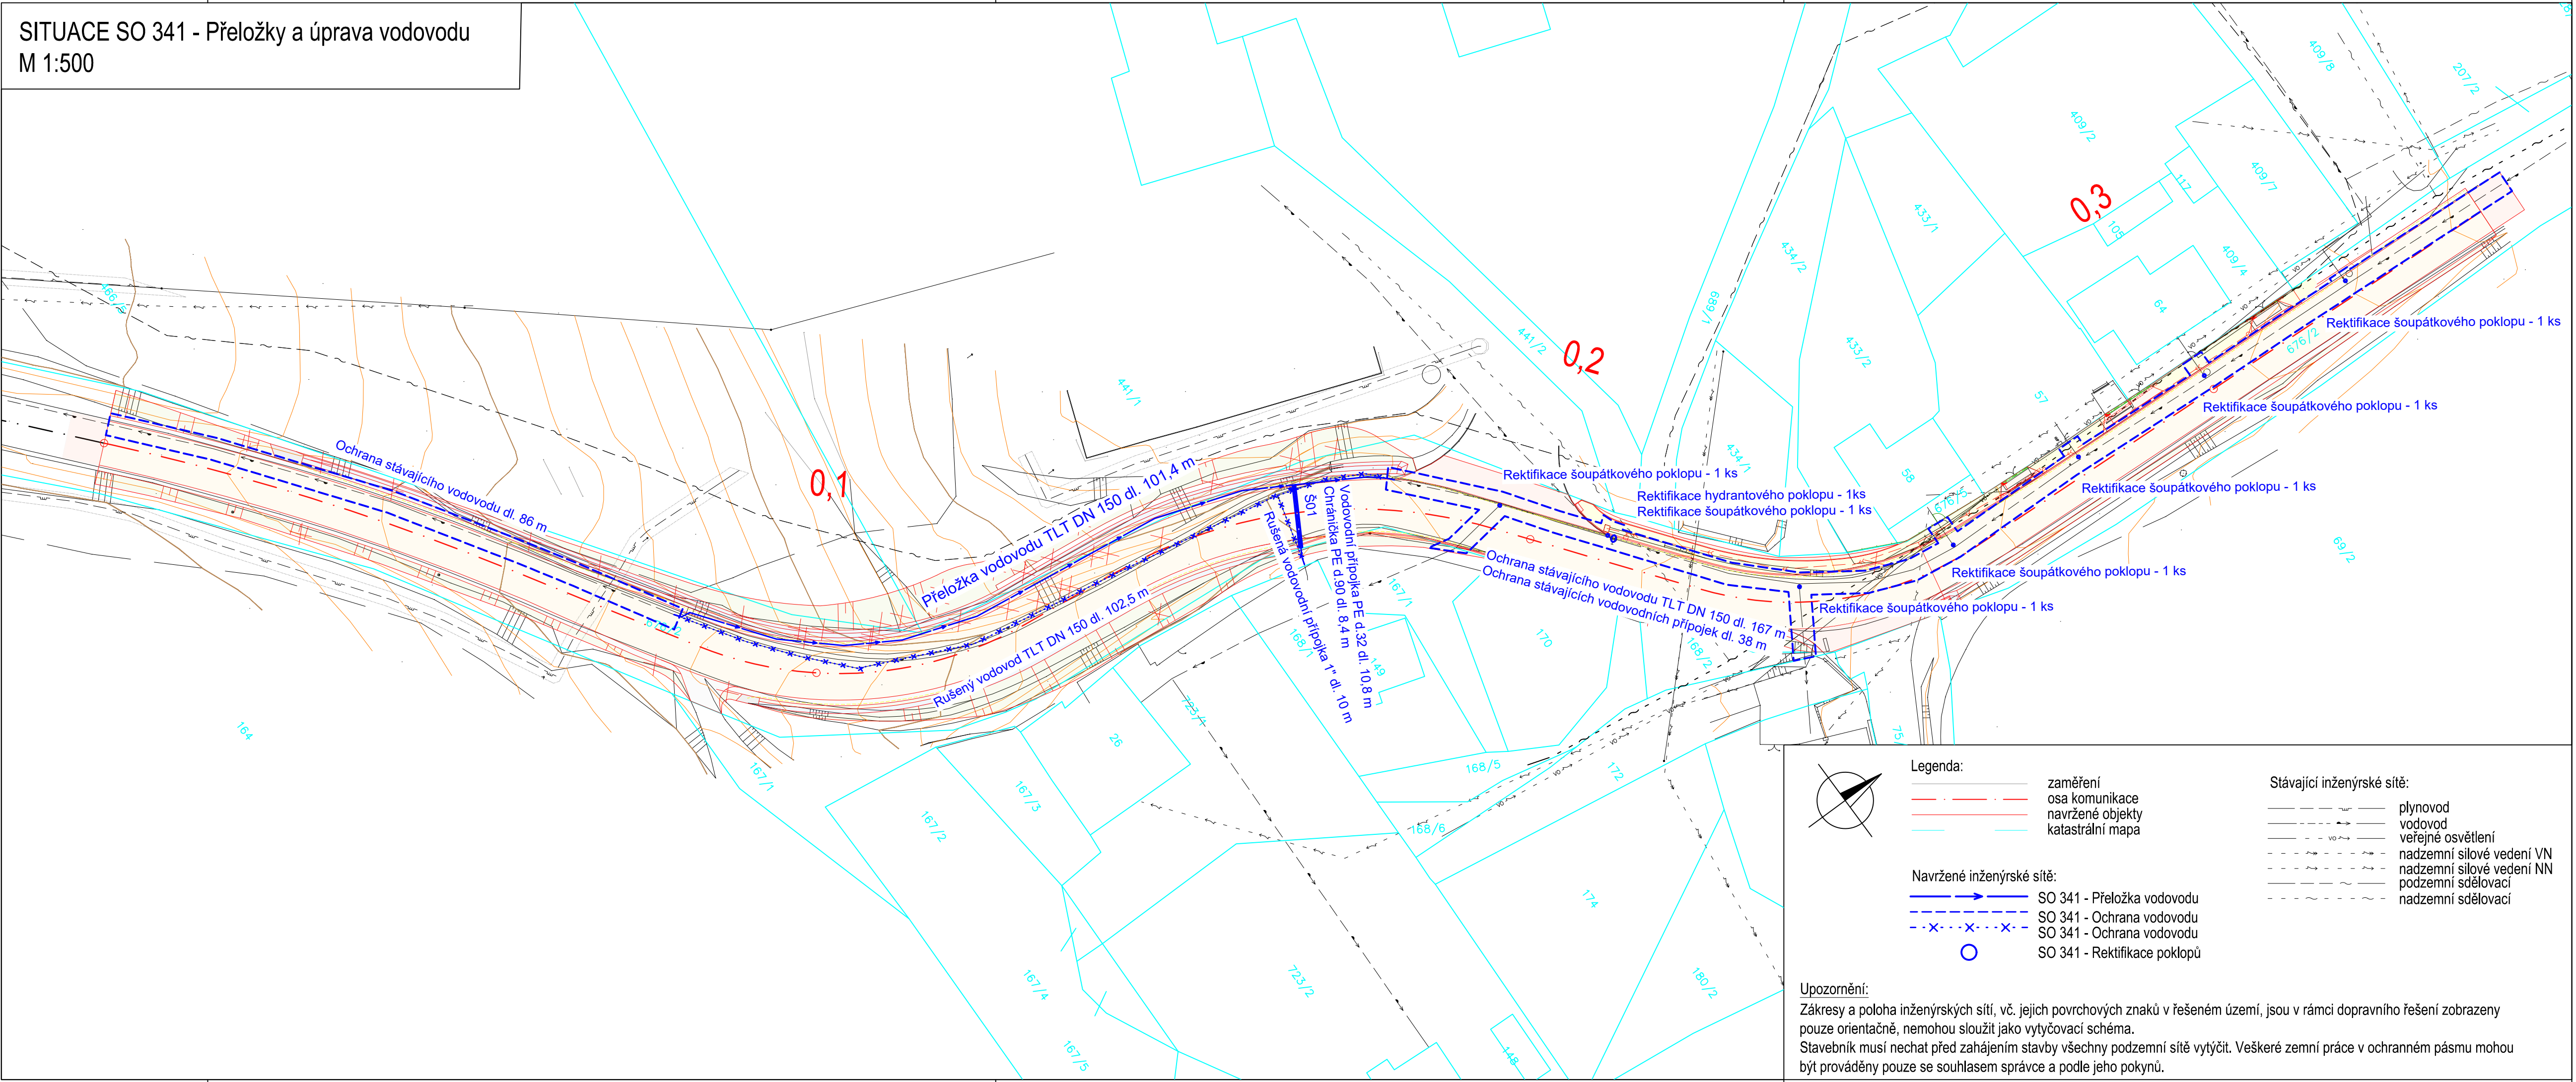 SITUACE SO 341 - Přeložky a úprava vodovodu
M 1:500
466/5
Ochrana stávajícího vodovodu dl. 86 m
0,1
441/1
Přeložka vodovodu TLT DN 150 dl. 101,4 m
Rušený vodovod TLT DN 150 dl. 102,5 m
Rušená vodovodní přípojka 1" dl. 10 m
Š01
Chránička PE d.90 dl. 8,4 m
Vodovodní přípojka PE d.32 dl. 10,8 m
441/2
0,2
689/1
434/2
433/1
433/2
434/1
409/2
0,3
409/8
207/2
409/7
117
105
409/4
64
57
58
676/5
676/2
69/2
Rektifikace šoupátkového poklopu - 1 ks
Rektifikace šoupátkového poklopu - 1 ks
Rektifikace šoupátkového poklopu - 1 ks
Rektifikace šoupátkového poklopu - 1 ks
Rektifikace šoupátkového poklopu - 1 ks
Rektifikace šoupátkového poklopu - 1 ks
Rektifikace hydrantového poklopu - 1ks
Rektifikace šoupátkového poklopu - 1 ks
Ochrana stávajícího vodovodu TLT DN 150 dl. 167 m
Ochrana stávajících vodovodních přípojek dl. 38 m
164
167/1
167/2
167/3
26
723/1
168/1
149
167/1
170
168/2
168/5
172
168/6
174
180/2
723/2
148
167/4
167/5
75/
Legenda:
zaměření
osa komunikace
navržené objekty
katastrální mapa
Navržené inženýrské sítě:
SO 341 - Přeložka vodovodu
SO 341 - Ochrana vodovodu
SO 341 - Ochrana vodovodu
SO 341 - Rektifikace poklopů
Stávající inženýrské sítě:
plynovod
vodovod
veřejné osvětlení
nadzemní silové vedení VN
nadzemní silové vedení NN
podzemní sdělovací
nadzemní sdělovací
Upozornění:
Zákresy a poloha inženýrských sítí, vč. jejich povrchových znaků v řešeném území, jsou v rámci dopravního řešení zobrazeny
pouze orientačně, nemohou sloužit jako vytyčovací schéma.
Stavebník musí nechat před zahájením stavby všechny podzemní sítě vytýčit. Veškeré zemní práce v ochranném pásmu mohou
být prováděny pouze se souhlasem správce a podle jeho pokynů.